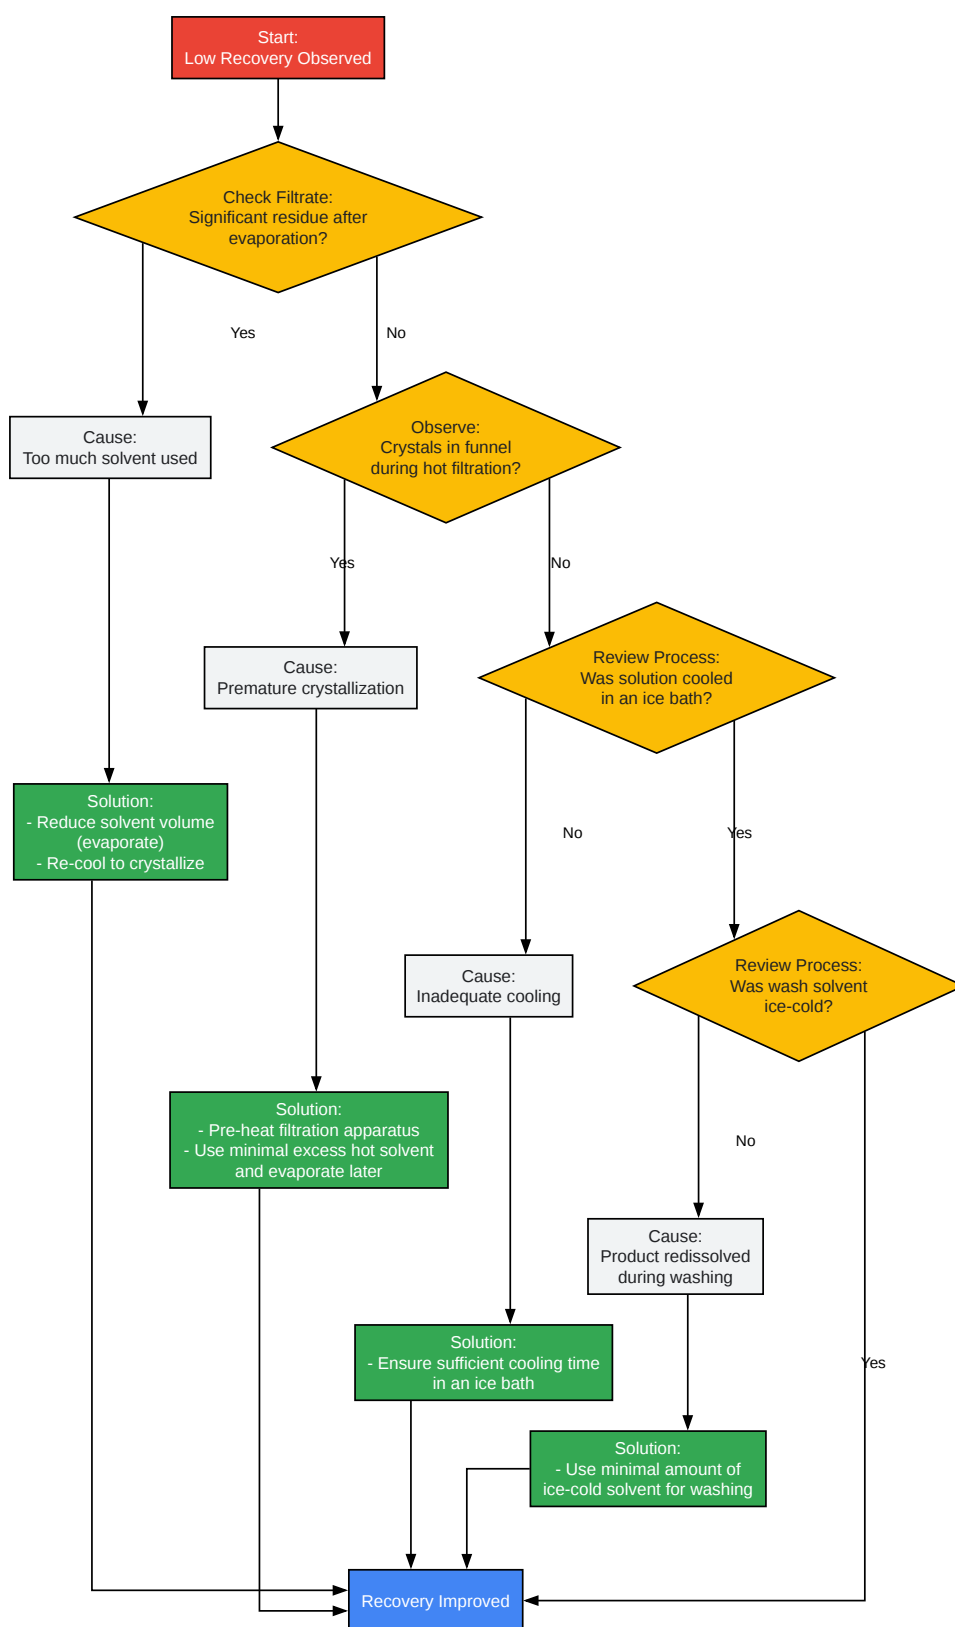 Start:
Low Recovery Observed
Check Filtrate:
Significant residue after
evaporation?
Yes
No
Cause:
Too much solvent used
Observe:
Crystals in funnel
during hot filtration?
Yes
No
Cause:
Premature crystallization
Review Process:
Was solution cooled
in an ice bath?
Solution:
- Reduce solvent volume
(evaporate)
- Re-cool to crystallize
No
Yes
Cause:
Inadequate cooling
Review Process:
Was wash solvent
ice-cold?
Solution:
- Pre-heat filtration apparatus
- Use minimal excess hot solvent
and evaporate later
No
Cause:
Product redissolved
during washing
Solution:
- Ensure sufficient cooling time
in an ice bath
Yes
Solution:
- Use minimal amount of
ice-cold solvent for washing
Recovery Improved